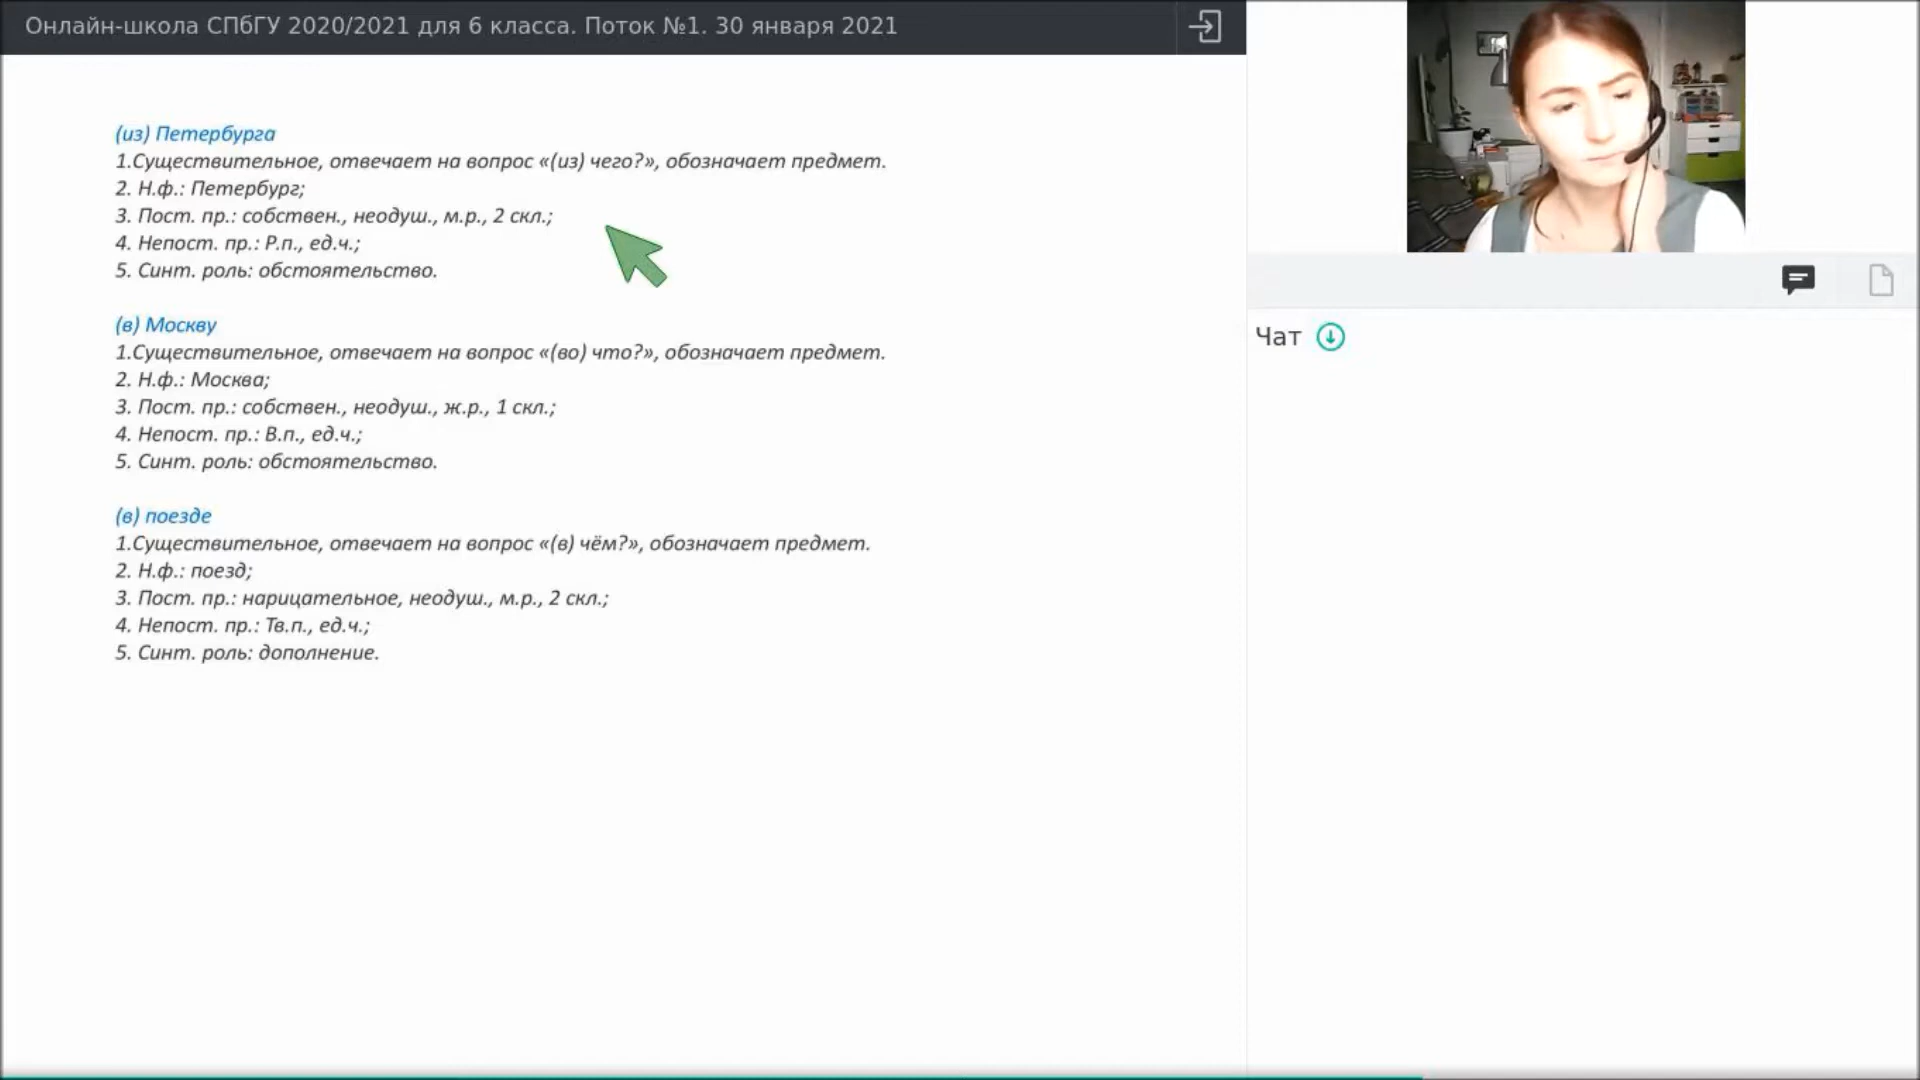 Онлайн-школа СПбГУ 2020/2021 для 6 класса. Поток №1. 30 января 2021
(из) Петербурга
1.Существительное, отвечает на вопрос «(из) чего?», обозначает предмет.
2. Н.ф.: Петербург;
3. Пост. пр.: собствен., неодуш., м.р., 2 скл.;
4. Непост. пр.: Р.п., ед.ч.;
5. Синт. роль: обстоятельство.
(в) Москву
1.Существительное, отвечает на вопрос «(во) что?», обозначает предмет.
2. Н.ф.: Москва;
3. Пост. пр.: собствен., неодуш., ж.р., 1 скл.;
4. Непост. пр.: В.п., ед.ч.;
5. Синт. роль: обстоятельство.
(в) поезде
1.Существительное, отвечает на вопрос «(в) чём?», обозначает предмет.
2. Н.ф.: поезд;
3. Пост. пр.: нарицательное, неодуш., м.р., 2 скл.;
4. Непост. пр.: Тв.п., ед.ч.;
5. Синт. роль: дополнение.
Чат